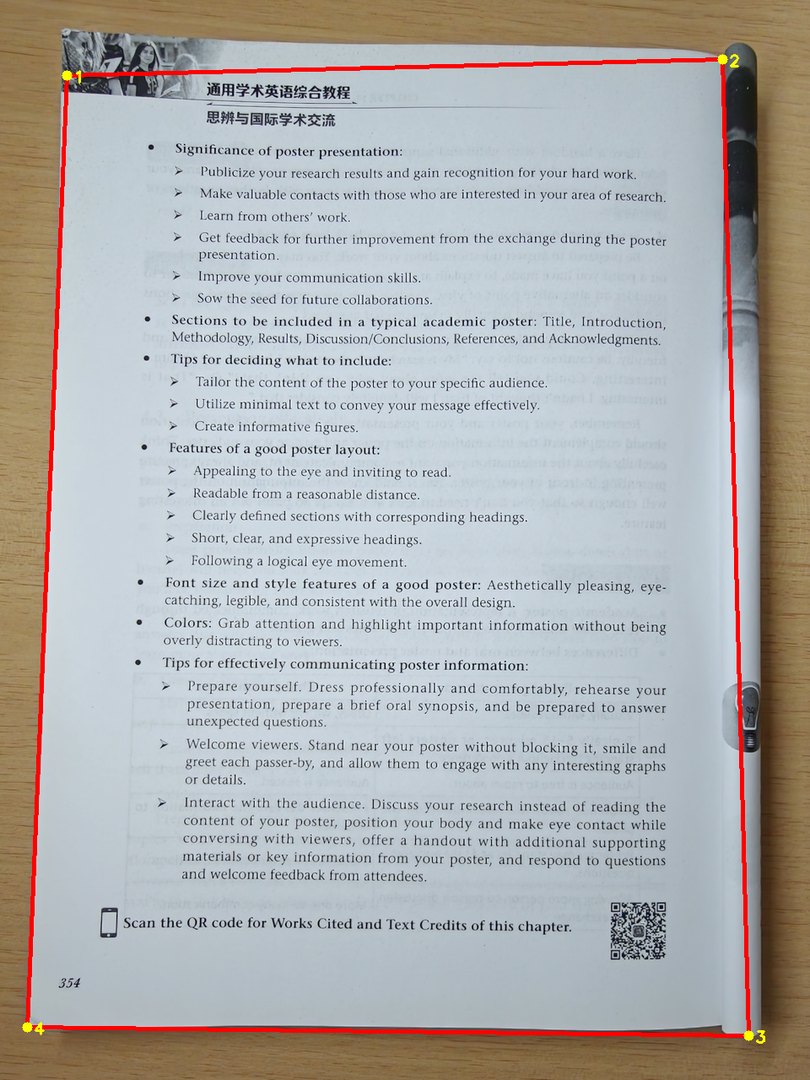 通用学术英语综合教程
思辨与国际学术交流
• Significance of poster presentation:
➢ Publicize your research results and gain recognition for your hard work.
➢ Make valuable contacts with those who are interested in your area of research.
➢ Learn from others' work.
➢ Get feedback for further improvement from the exchange during the poster
presentation.
➢ Improve your communication skills.
➢ Sow the seed for future collaborations.
• Sections to be included in a typical academic poster: Title, Introduction,
Methodology, Results, Discussion/Conclusions, References, and Acknowledgments.
• Tips for deciding what to include:
➢ Tailor the content of the poster to your specific audience.
➢ Utilize minimal text to convey your message effectively.
➢ Create informative figures.
• Features of a good poster layout:
➢ Appealing to the eye and inviting to read.
➢ Readable from a reasonable distance.
➢ Clearly defined sections with corresponding headings.
➢ Short, clear, and expressive headings.
➢ Following a logical eye movement.
• Font size and style features of a good poster: Aesthetically pleasing, eye-
catching, legible, and consistent with the overall design.
• Colors: Grab attention and highlight important information without being
overly distracting to viewers.
• Tips for effectively communicating poster information:
➢ Prepare yourself. Dress professionally and comfortably, rehearse your
presentation, prepare a brief oral synopsis, and be prepared to answer
unexpected questions.
➢ Welcome viewers. Stand near your poster without blocking it, smile and
greet each passer-by, and allow them to engage with any interesting graphs
or details.
➢ Interact with the audience. Discuss your research instead of reading the
content of your poster, position your body and make eye contact while
conversing with viewers, offer a handout with additional supporting
materials or key information from your poster, and respond to questions
and welcome feedback from attendees.
Scan the QR code for Works Cited and Text Credits of this chapter.
354
1
2
3
4